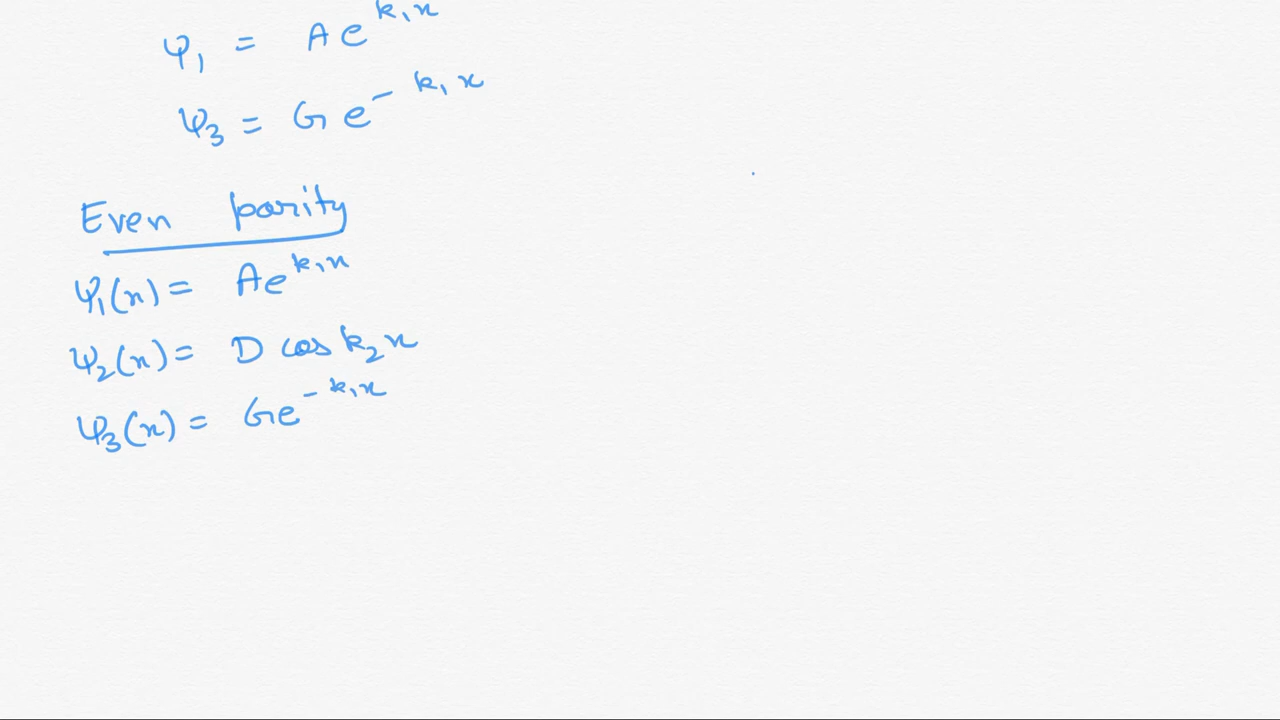 ψ₁ = A e^{k₁x}
ψ₃ = G e^{- k₁x}
Even parity
ψ₁(x) = A e^{k₁x}
ψ₂(x) = D cos k₂x
ψ₃(x) = G e^{- k₁x}